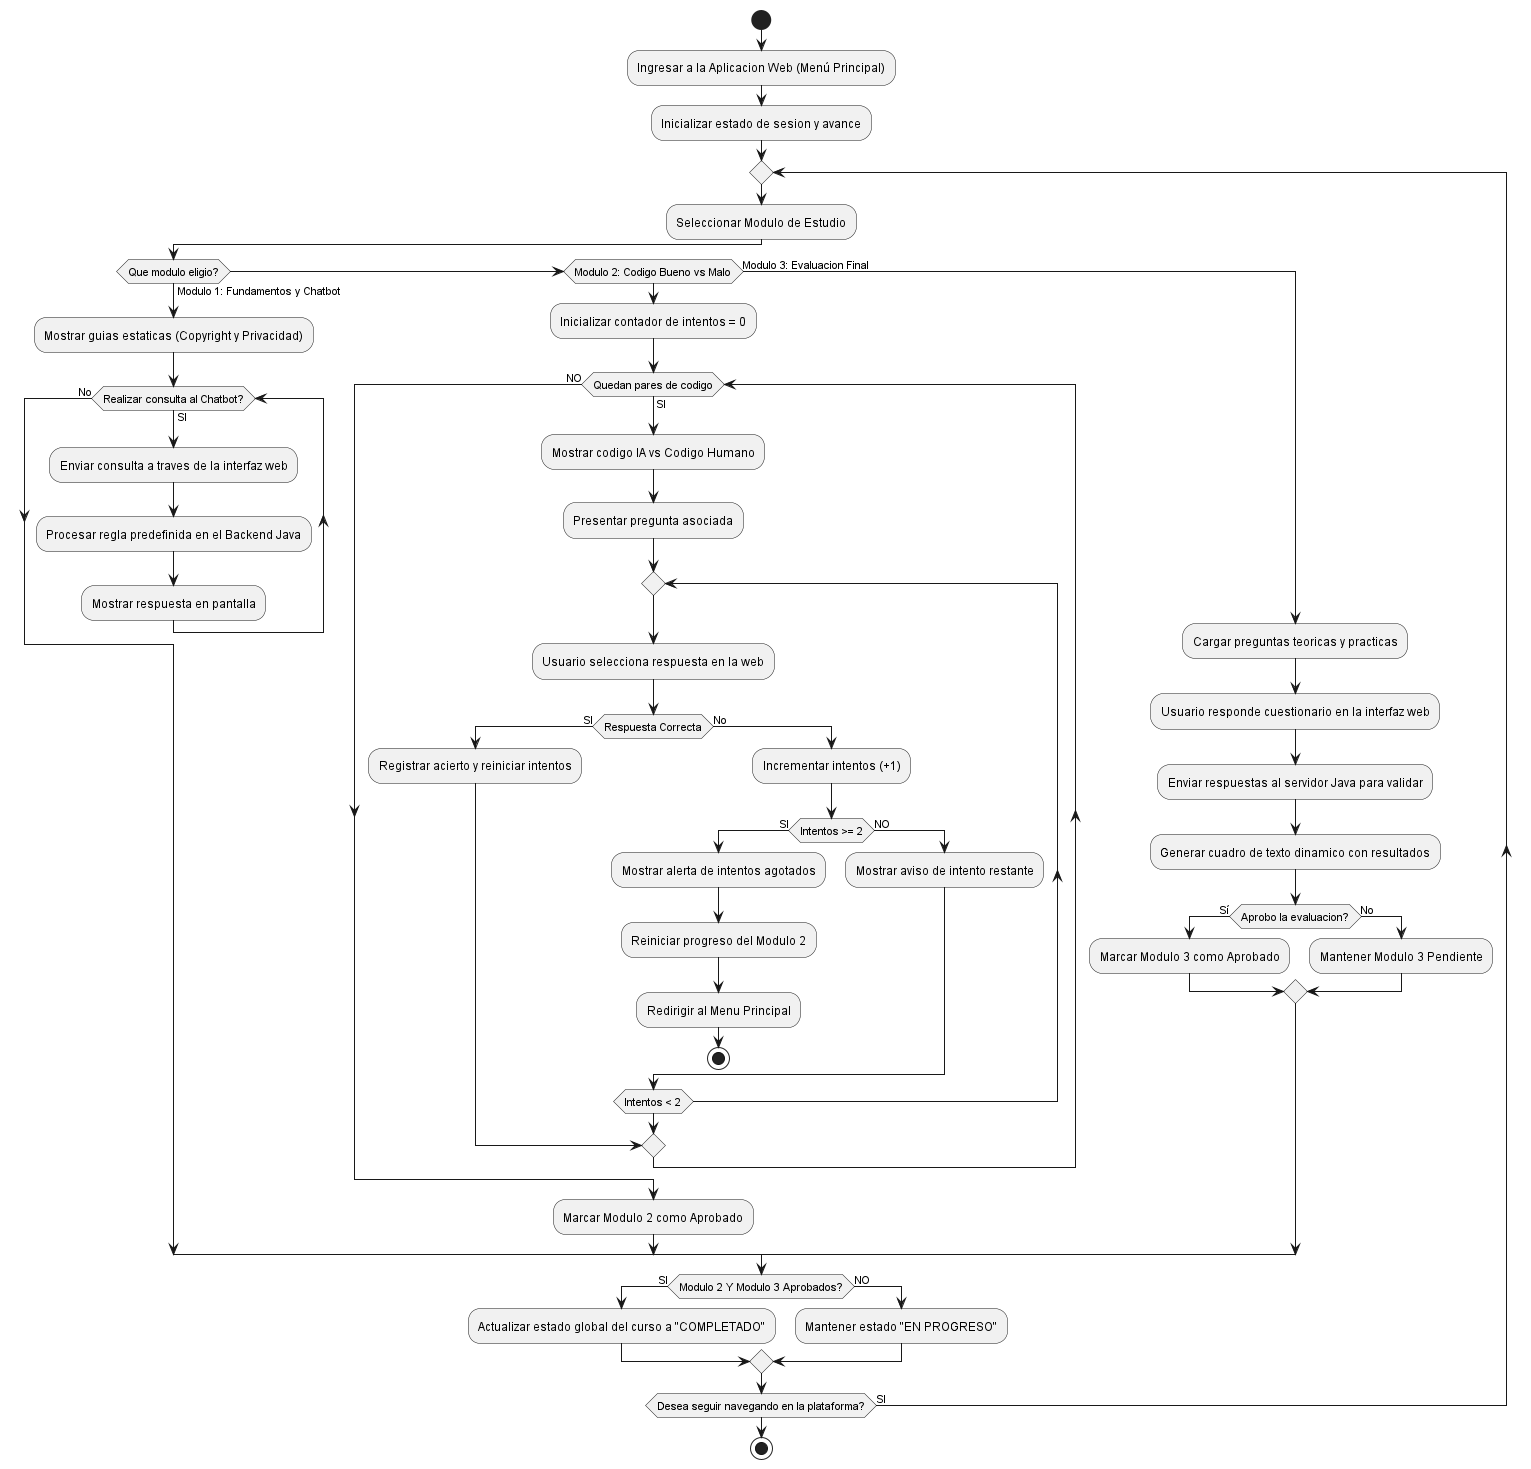 Ingresar a la Aplicacion Web (Menú Principal)
Inicializar estado de sesion y avance
Seleccionar Modulo de Estudio
Que modulo eligio?
Modulo 1: Fundamentos y Chatbot
Mostrar guias estaticas (Copyright y Privacidad)
No
Realizar consulta al Chatbot?
SI
Enviar consulta a traves de la interfaz web
Procesar regla predefinida en el Backend Java
Mostrar respuesta en pantalla
Modulo 2: Codigo Bueno vs Malo
Inicializar contador de intentos = 0
NO
Quedan pares de codigo
SI
Mostrar codigo IA vs Codigo Humano
Presentar pregunta asociada
Usuario selecciona respuesta en la web
SI
Respuesta Correcta
No
Registrar acierto y reiniciar intentos
Incrementar intentos (+1)
SI
Intentos >= 2
NO
Mostrar alerta de intentos agotados
Mostrar aviso de intento restante
Reiniciar progreso del Modulo 2
Redirigir al Menu Principal
Intentos < 2
Marcar Modulo 2 como Aprobado
Modulo 3: Evaluacion Final
Cargar preguntas teoricas y practicas
Usuario responde cuestionario en la interfaz web
Enviar respuestas al servidor Java para validar
Generar cuadro de texto dinamico con resultados
Sí
Aprobo la evaluacion?
No
Marcar Modulo 3 como Aprobado
Mantener Modulo 3 Pendiente
SI
Modulo 2 Y Modulo 3 Aprobados?
NO
Actualizar estado global del curso a "COMPLETADO"
Mantener estado "EN PROGRESO"
Desea seguir navegando en la plataforma?
SI